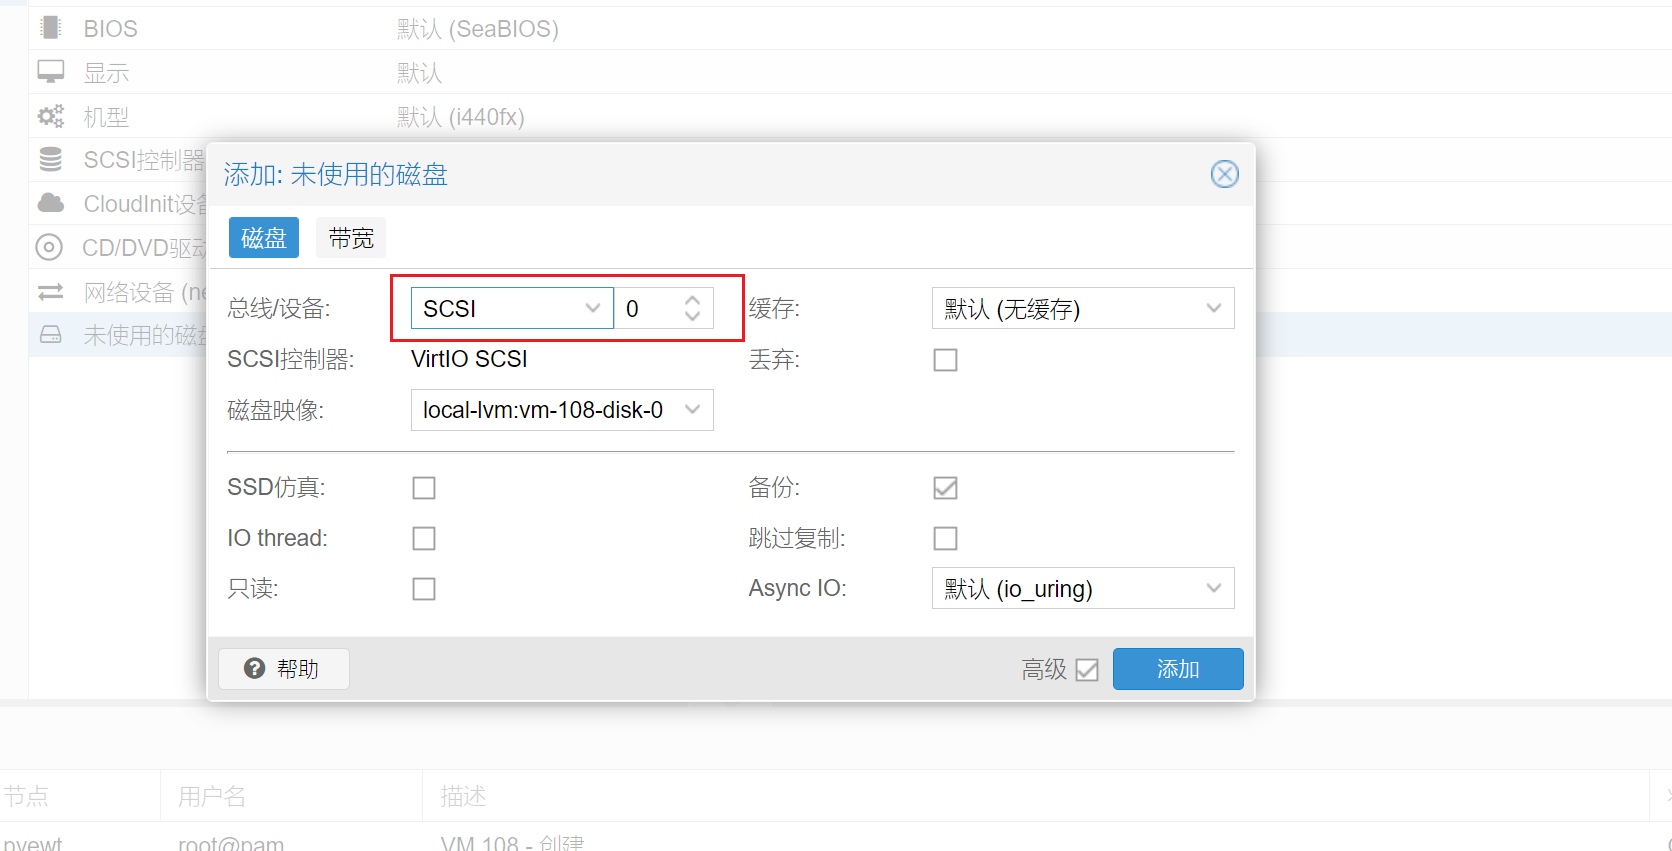 BIOS 默认 (SeaBIOS)
显示 默认
机型 默认 (i440fx)
SCSI控制器
CloudInit设备
CD/DVD驱动
网络设备 (ne
未使用的磁盘
添加: 未使用的磁盘
磁盘 带宽
总线/设备: SCSI 0 缓存: 默认 (无缓存)
SCSI控制器: VirtIO SCSI 丢弃:
磁盘映像: local-lvm:vm-108-disk-0
SSD仿真: 备份:
IO thread: 跳过复制:
只读: Async IO: 默认 (io_uring)
帮助 高级 添加
节点 用户名 描述
pvewt root@pam VM 108 - 创建